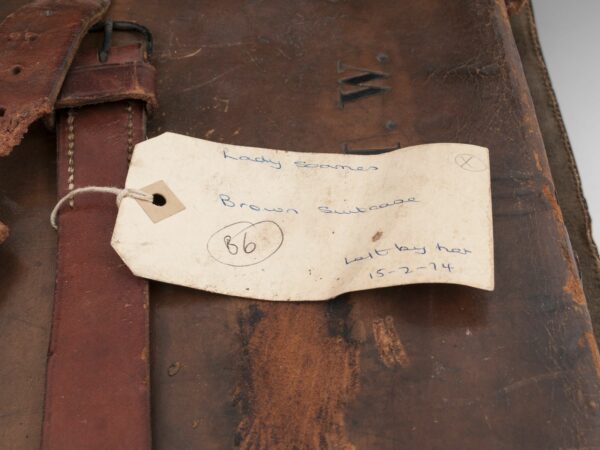 Lady Soames
X
Brown Suitcase
86
Left by her
15-2-74
W.